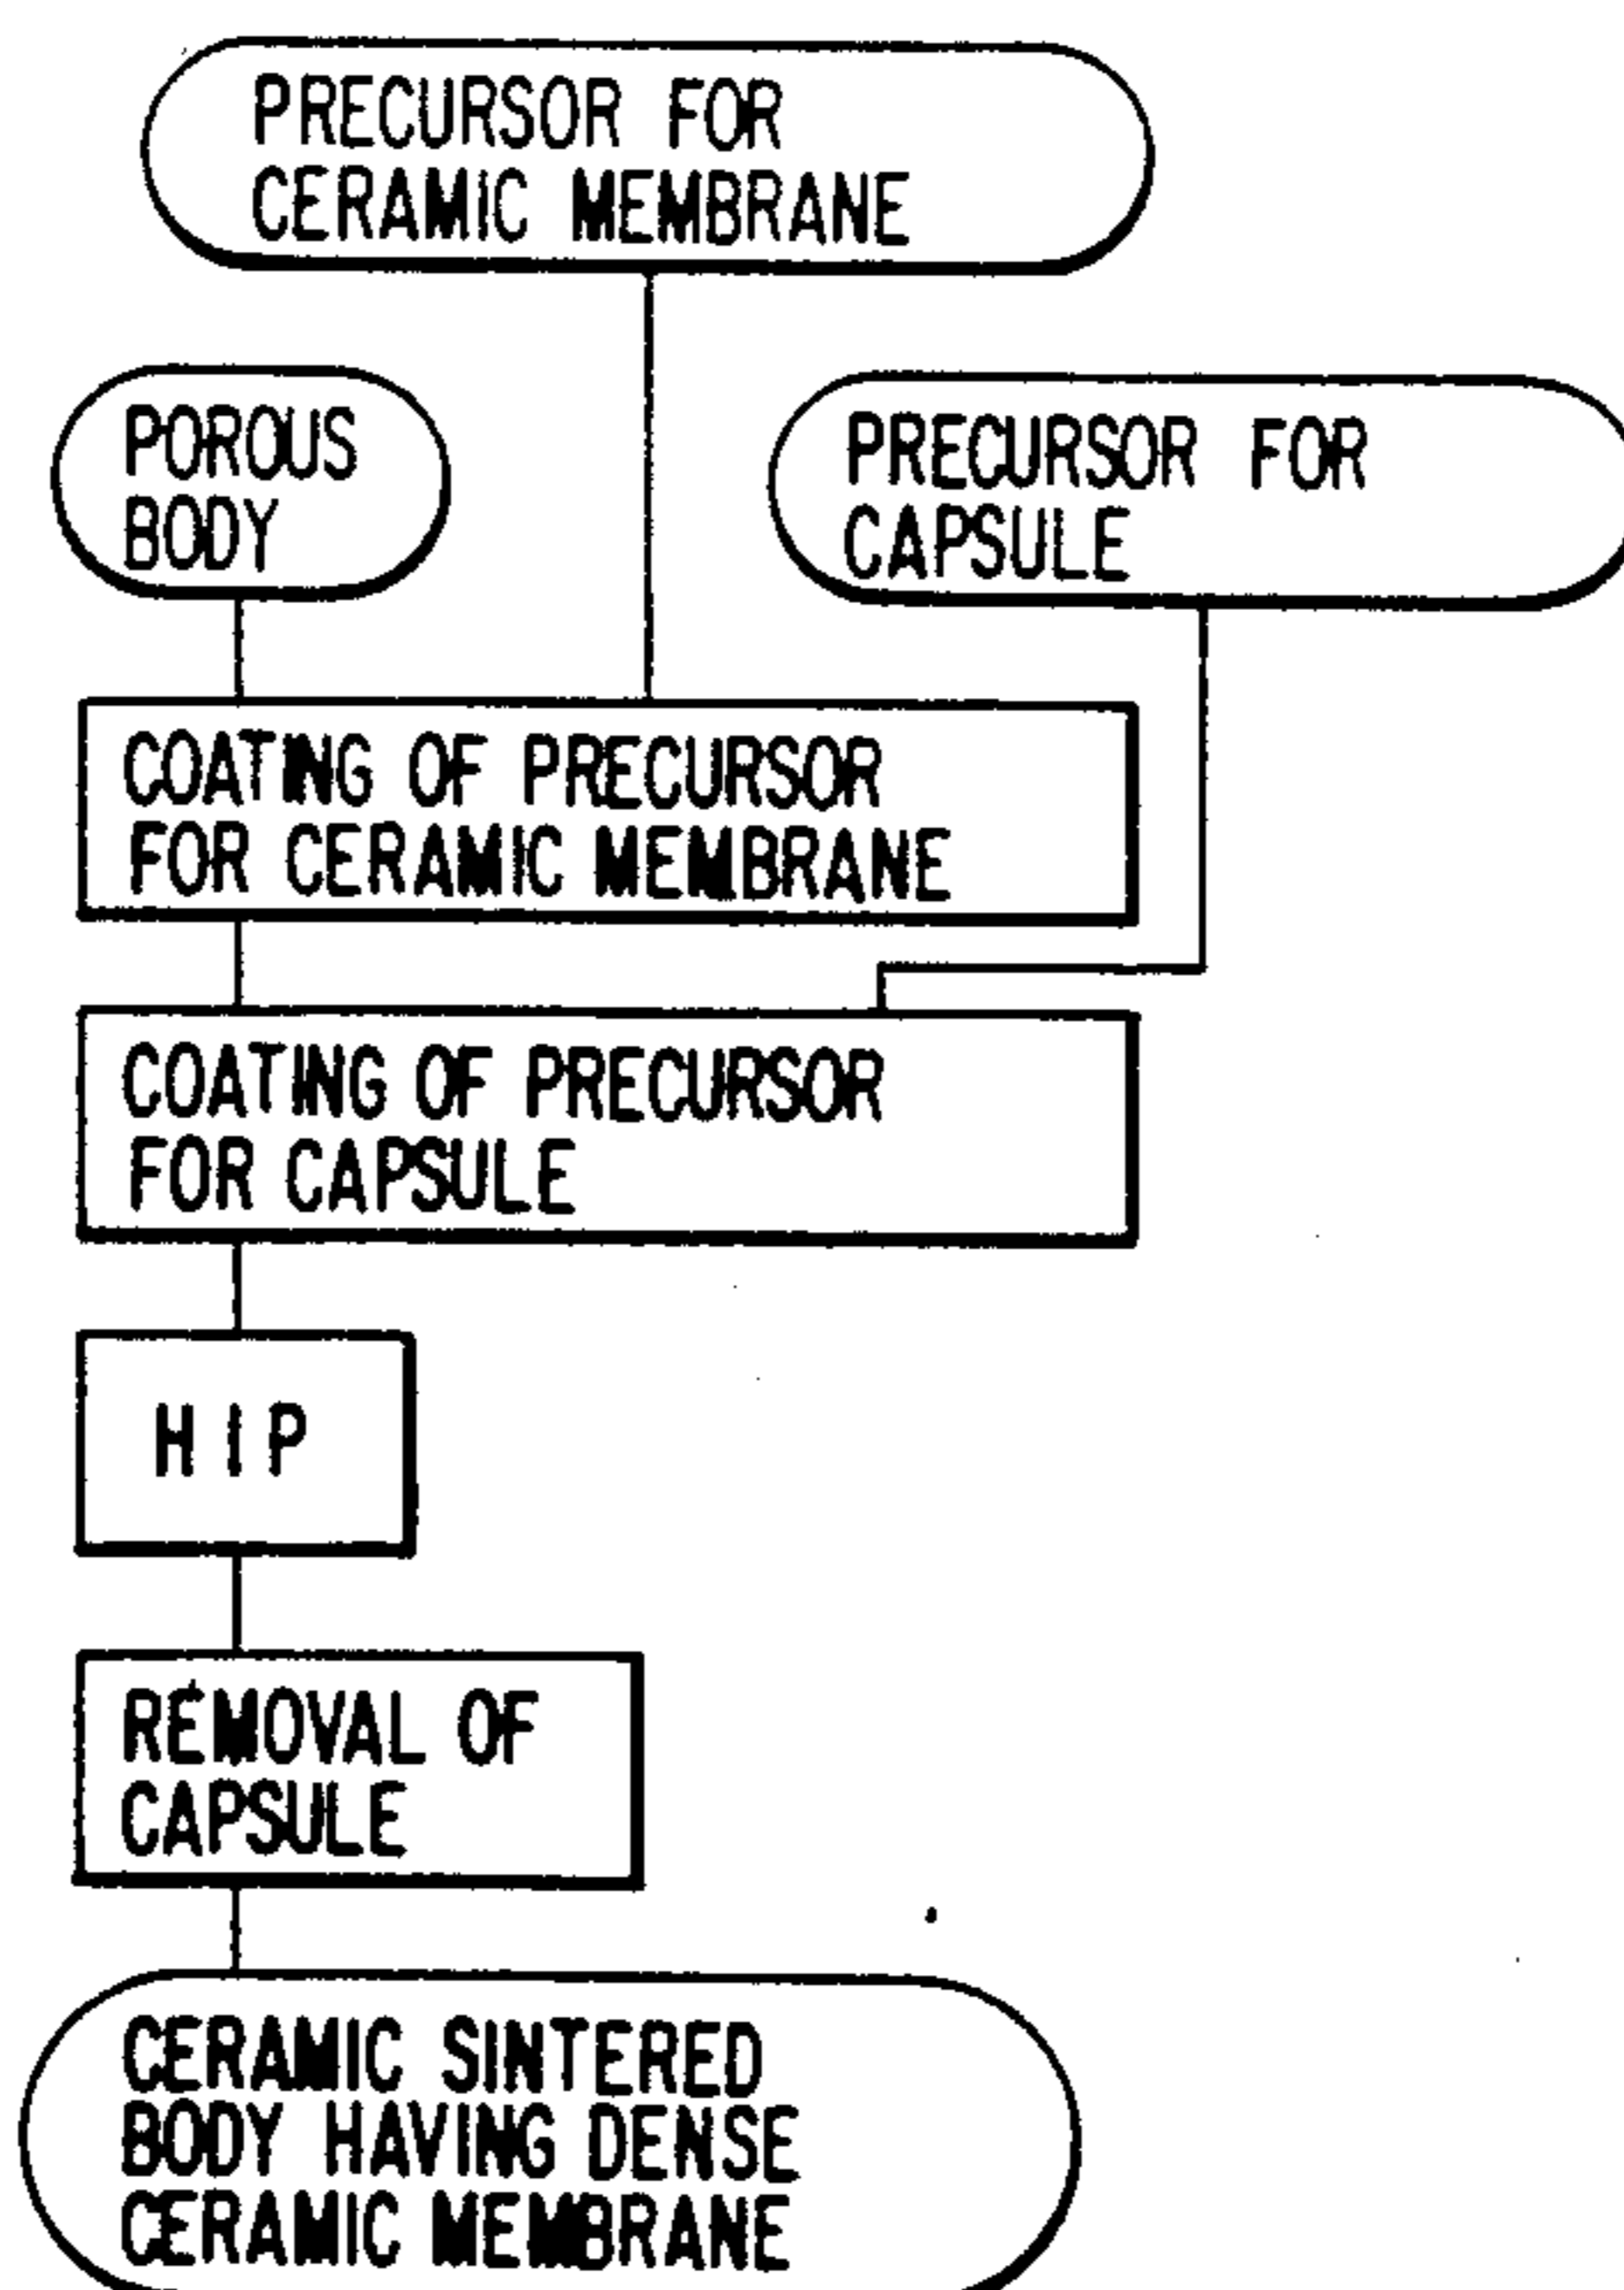 PRECURSOR FOR
CERAMIC MEMBRANE
POROUS
BODY
PRECURSOR FOR
CAPSULE
COATING OF PRECURSOR
FOR CERAMIC MEMBRANE
COATING OF PRECURSOR
FOR CAPSULE
HIP
REMOVAL OF
CAPSULE
CERAMIC SINTERED
BODY HAVING DENSE
CERAMIC MEMBRANE